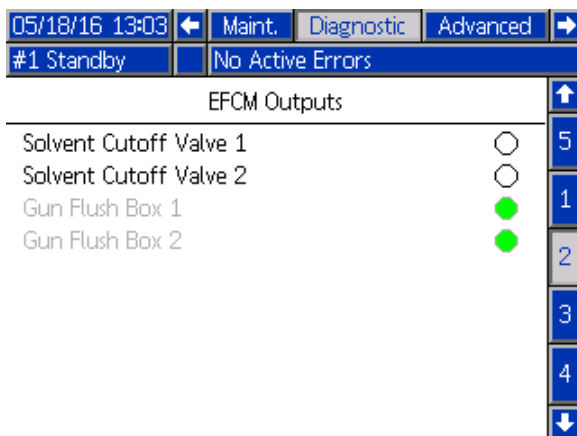 05/18/16 13:03 Maint. Diagnostic Advanced
#1 Standby No Active Errors
EFCM Outputs
Solvent Cutoff Valve 1
Solvent Cutoff Valve 2
Gun Flush Box 1
Gun Flush Box 2
5
1
2
3
4